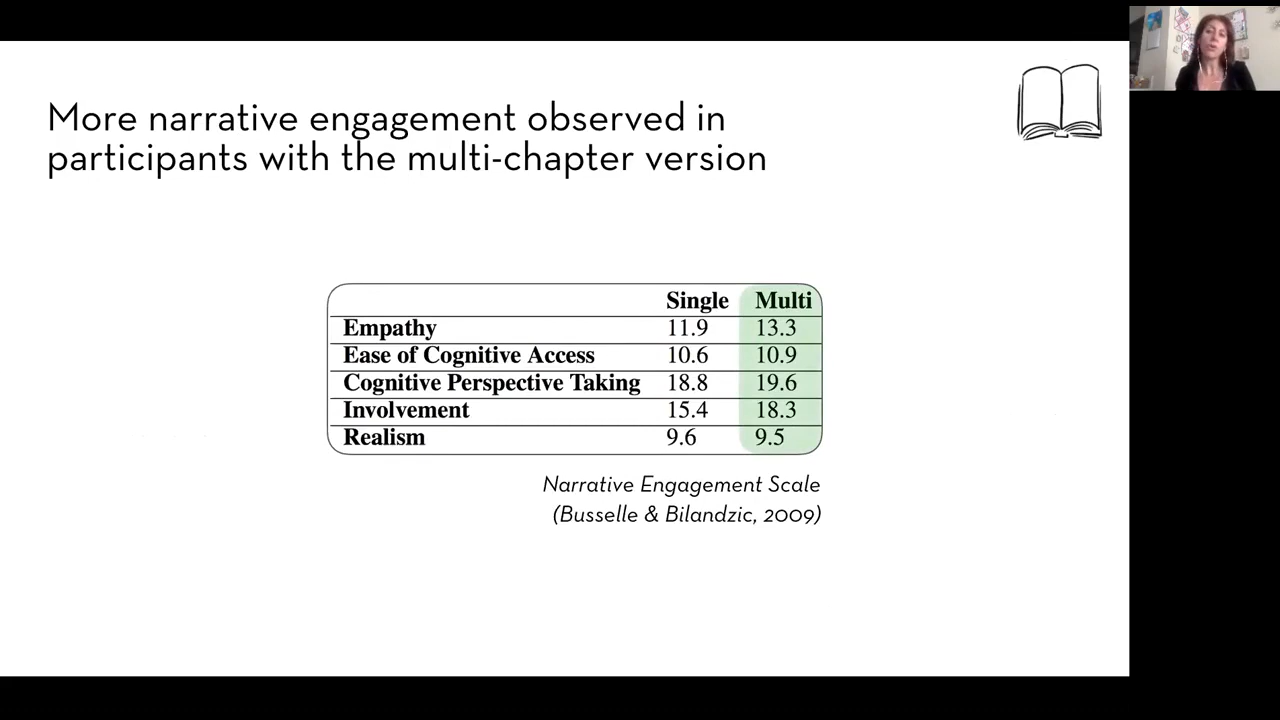 More narrative engagement observed in
participants with the multi-chapter version
Single Multi
Empathy 11.9 13.3
Ease of Cognitive Access 10.6 10.9
Cognitive Perspective Taking 18.8 19.6
Involvement 15.4 18.3
Realism 9.6 9.5
Narrative Engagement Scale
(Busselle & Bilandzic, 2009)